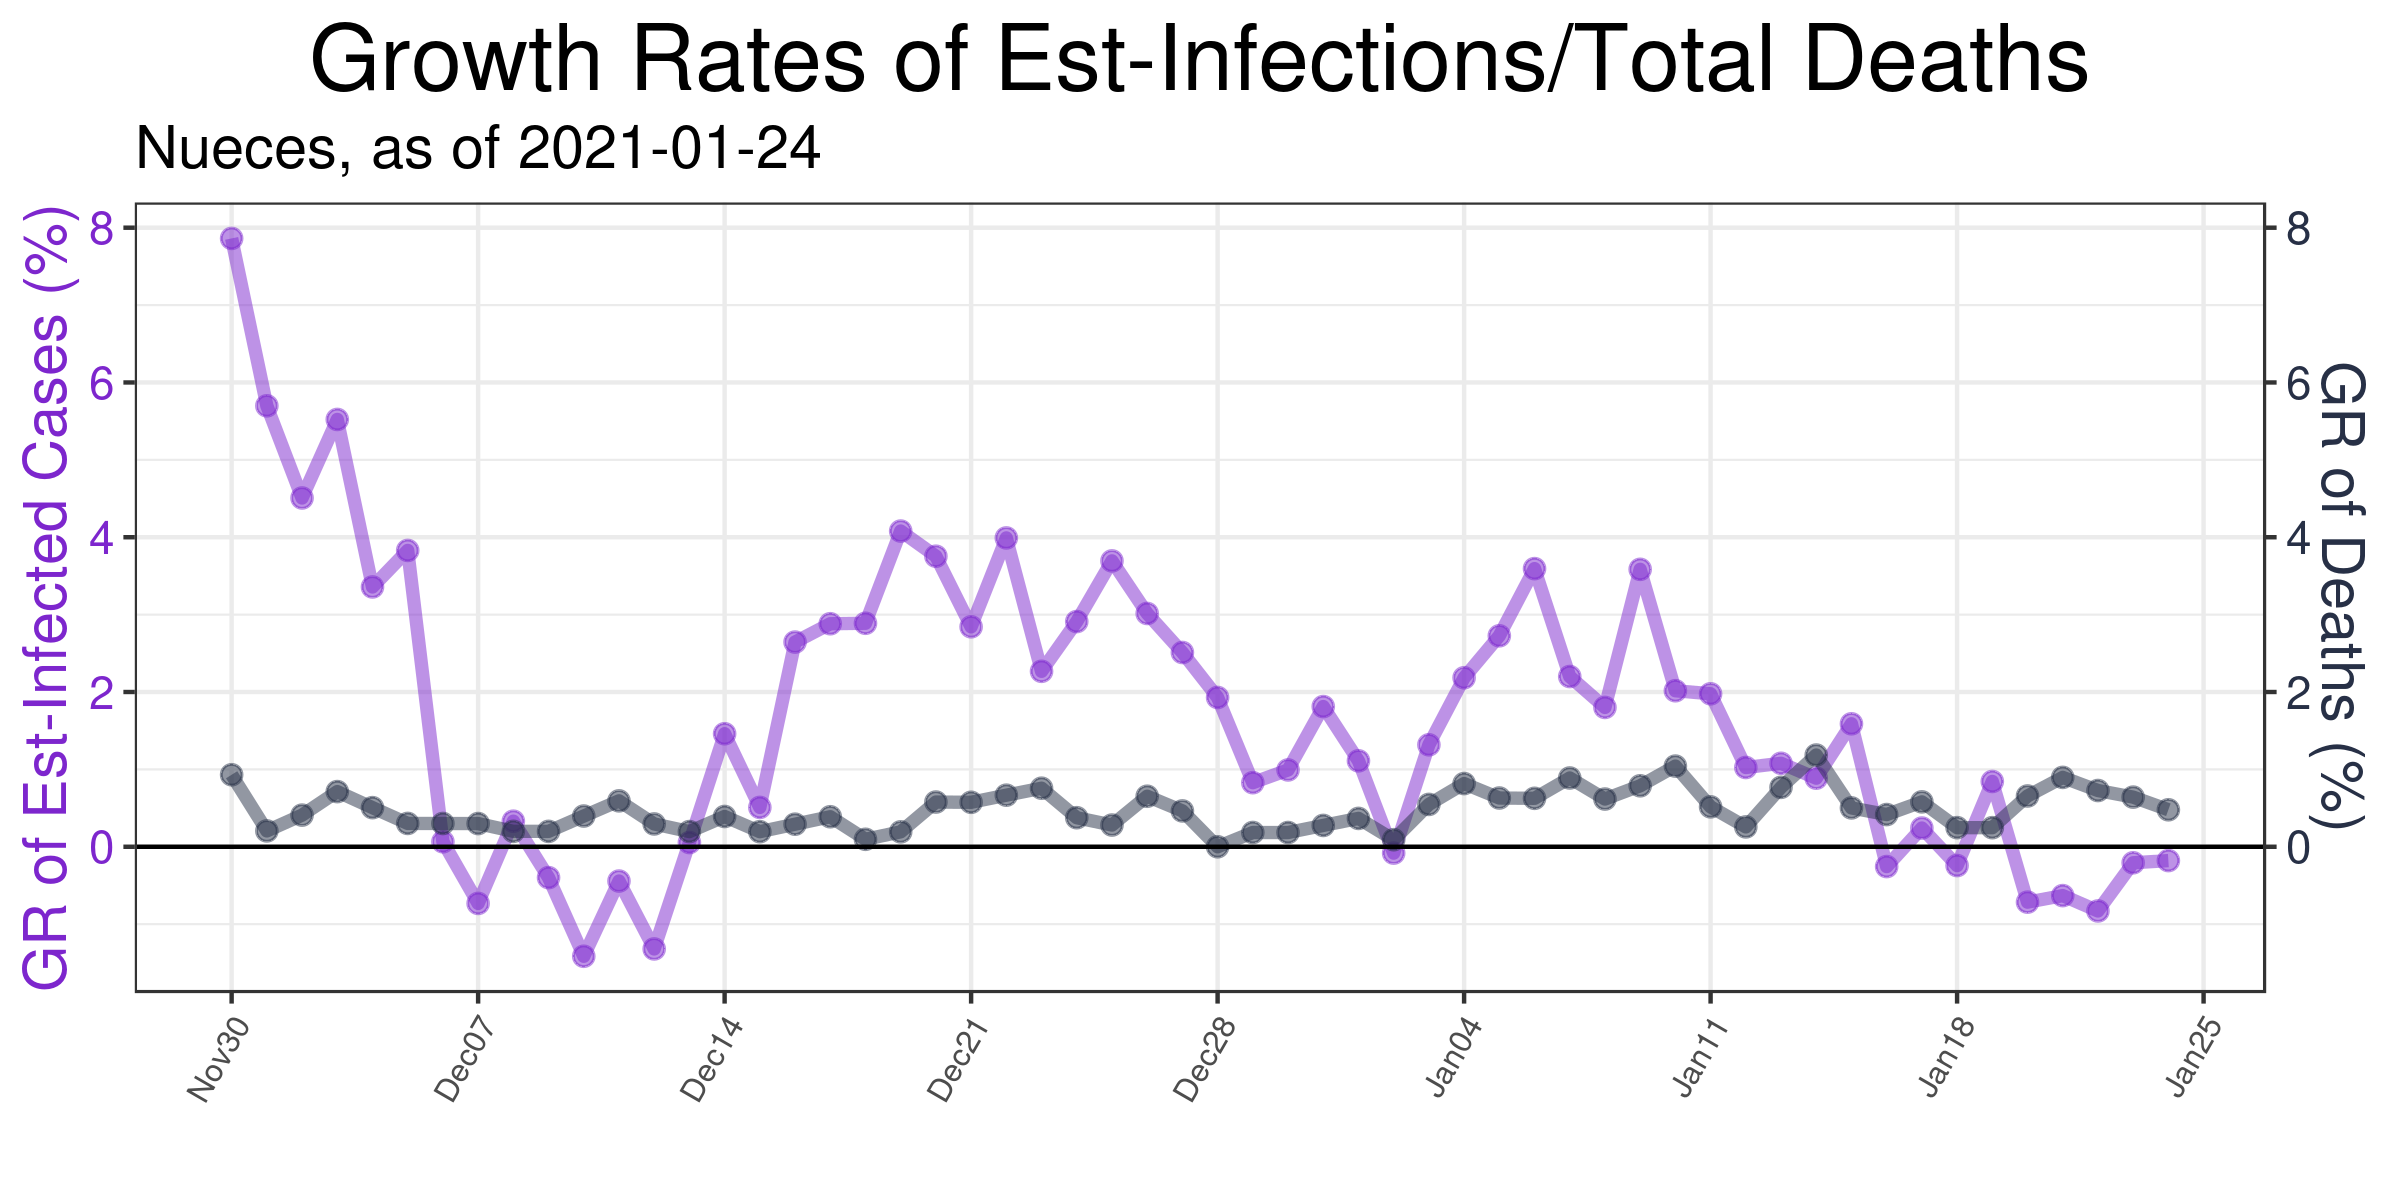 Growth Rates of Est-Infections/Total Deaths
Nueces, as of 2021-01-24
GR of Est-Infected Cases (%)
8
6
4
2
0
8
6
4
2
0
GR of Deaths (%)
Nov30
Dec07
Dec14
Dec21
Dec28
Jan04
Jan11
Jan18
Jan25